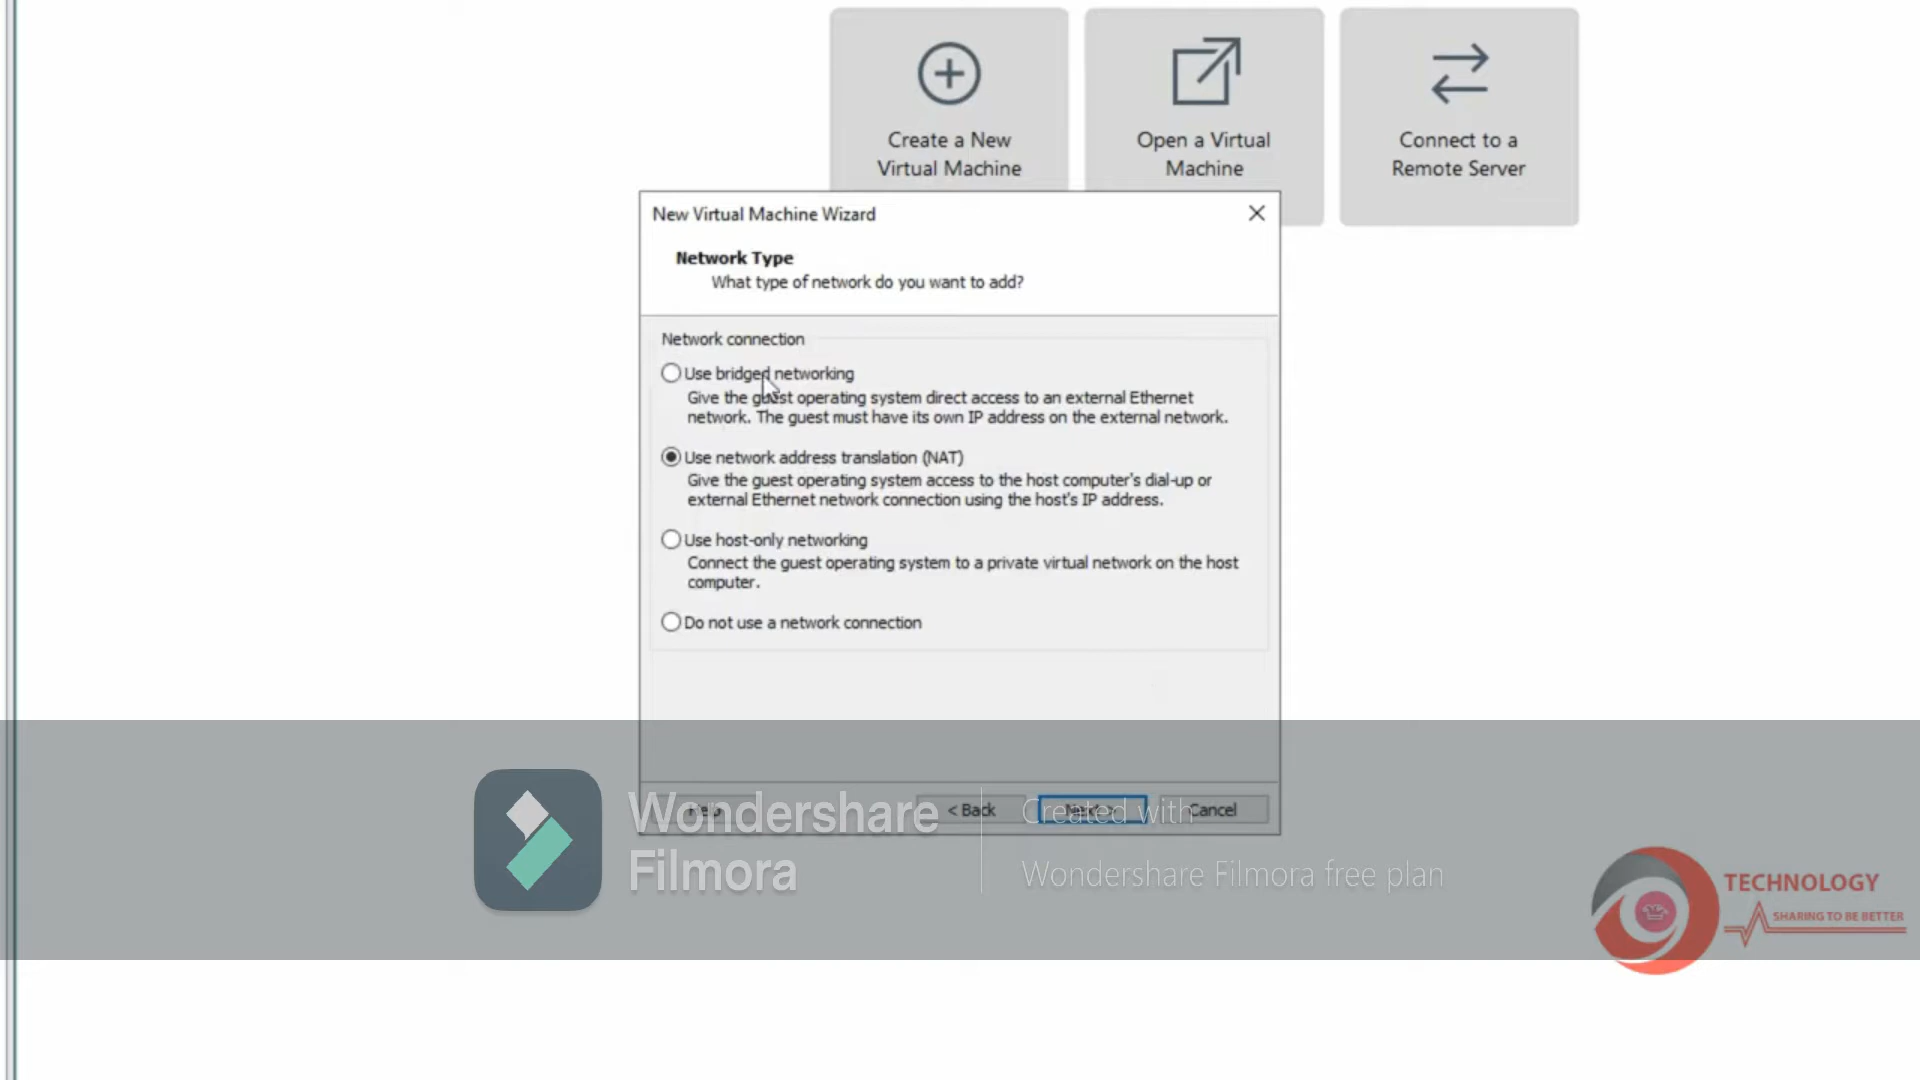 Create a New
Virtual Machine
Open a Virtual
Machine
Connect to a
Remote Server
New Virtual Machine Wizard
Network Type
What type of network do you want to add?
Network connection
Use bridged networking
Give the guest operating system direct access to an external Ethernet
network. The guest must have its own IP address on the external network.
Use network address translation (NAT)
Give the guest operating system access to the host computer's dial-up or
external Ethernet network connection using the host's IP address.
Use host-only networking
Connect the guest operating system to a private virtual network on the host
computer.
Do not use a network connection
Help
< Back
Next >
Cancel
Wondershare
Filmora
Created with
Wondershare Filmora free plan
TECHNOLOGY
SHARING TO BE BETTER